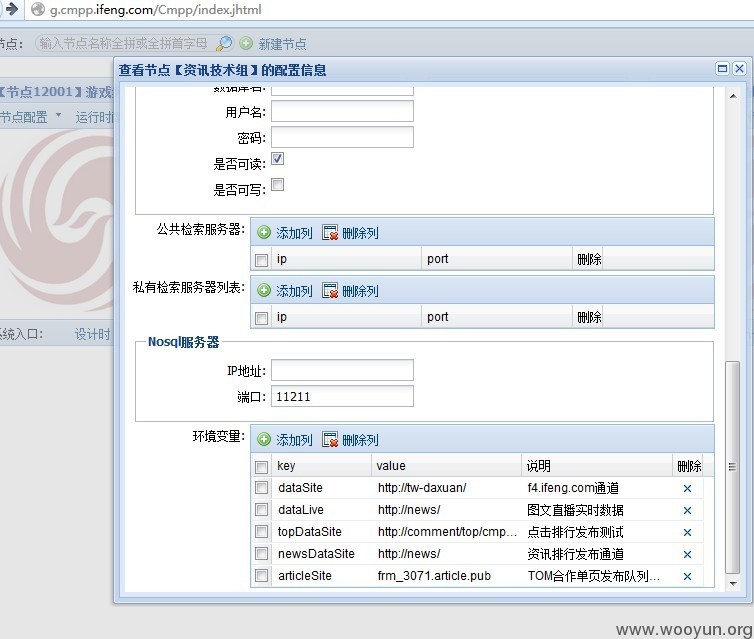 g.cmpp.ifeng.com/Cmpp/index.jhtml
节点： 输入节点名称全拼或全拼首字母 新建节点
查看节点【资讯技术组】的配置信息
【节点12001】游戏
节点配置 运行时
数据库名:
用户名:
密码:
是否可读:
是否可写:
公共检索服务器: 添加列 删除列
ip port 删除
私有检索服务器列表: 添加列 删除列
ip port 删除
系统入口: 设计时
Nosql服务器
IP地址:
端口: 11211
环境变量: 添加列 删除列
key value 说明 删除
dataSite http://tw-daxuan/ f4.ifeng.com通道
dataLive http://news/ 图文直播实时数据
topDataSite http://comment/top/cmp... 点击排行发布测试
newsDataSite http://news/ 资讯排行发布通道
articleSite frm_3071.article.pub TOM合作单页发布队列...
www.wooyun.org